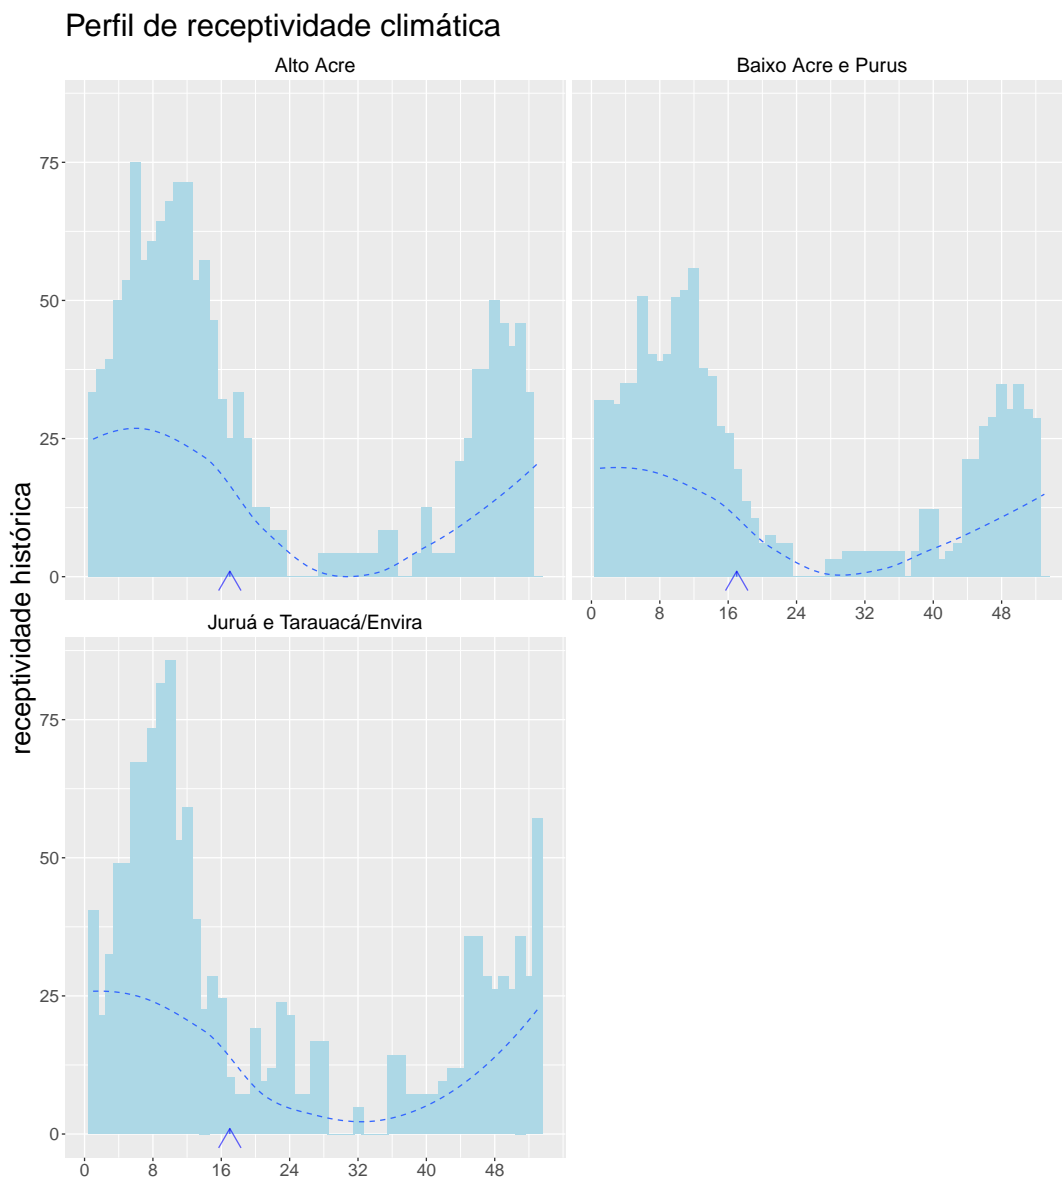 Perfil de receptividade climática
Alto Acre
Baixo Acre e Purus
75
50
25
0
0 8 16 24 32 40 48
Juruá e Tarauacá/Envira
receptividade histórica
75
50
25
0
0 8 16 24 32 40 48